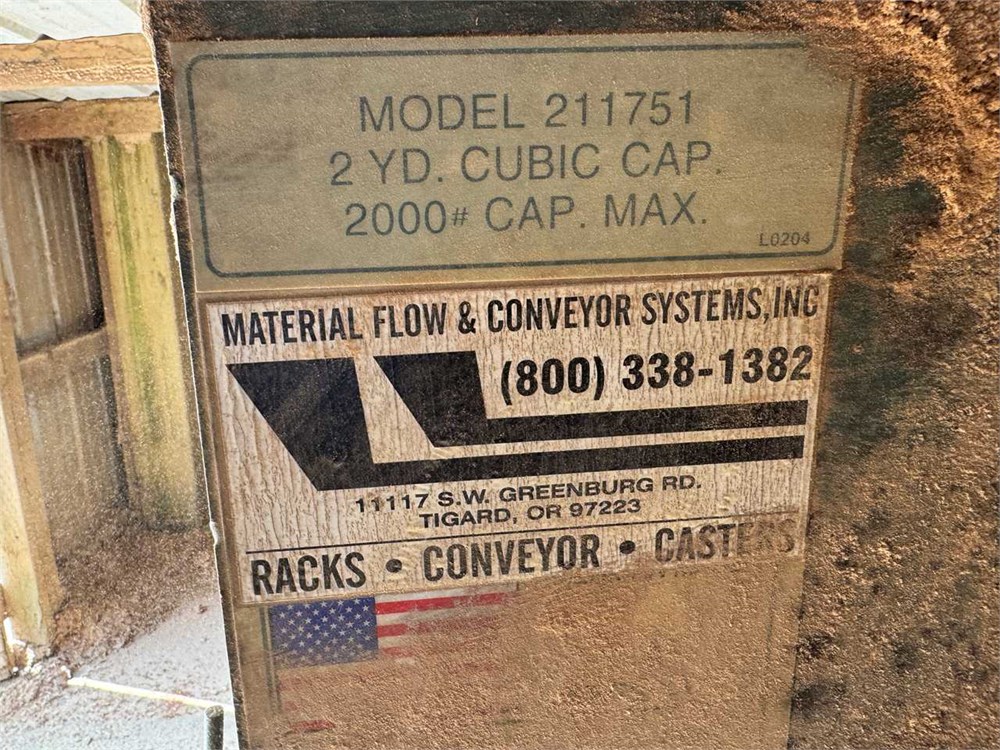 MODEL 211751
2 YD. CUBIC CAP.
2000# CAP. MAX.
L0204
MATERIAL FLOW & CONVEYOR SYSTEMS, INC
(800) 338-1382
11117 S.W. GREENBURG RD.
TIGARD, OR 97223
RACKS • CONVEYOR • CASTERS